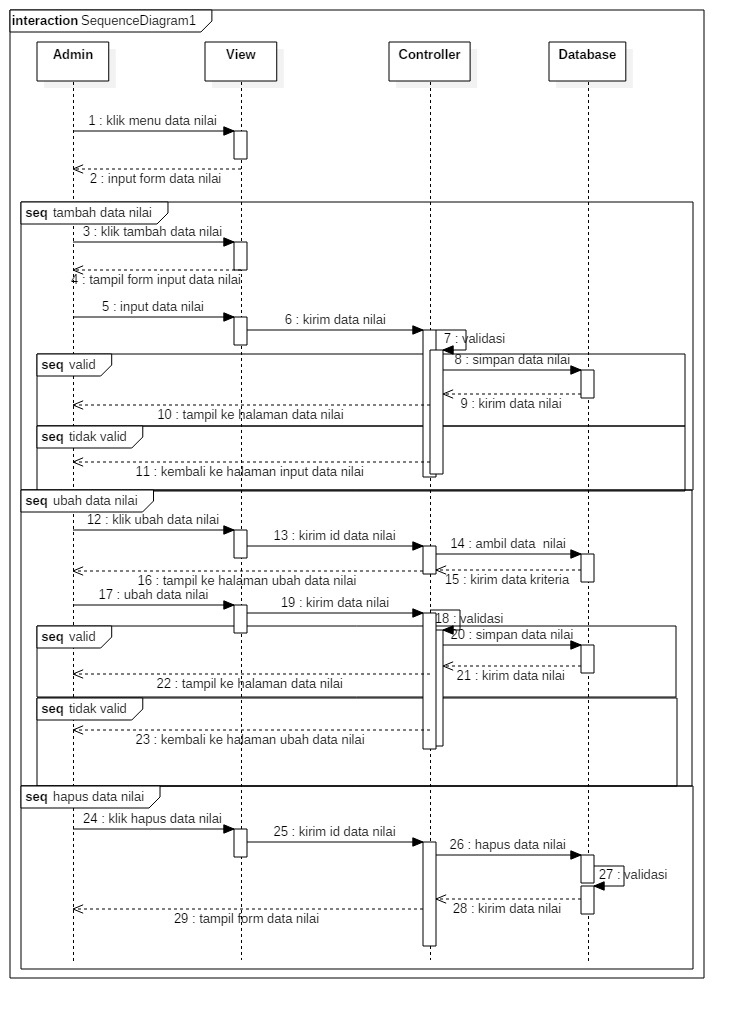 interaction SequenceDiagram1
Admin
View
Controller
Database
1 : klik menu data nilai
2 : input form data nilai
seq tambah data nilai
3 : klik tambah data nilai
4 : tampil form input data nilai
5 : input data nilai
6 : kirim data nilai
7 : validasi
seq valid
8 : simpan data nilai
9 : kirim data nilai
10 : tampil ke halaman data nilai
seq tidak valid
11 : kembali ke halaman input data nilai
seq ubah data nilai
12 : klik ubah data nilai
13 : kirim id data nilai
14 : ambil data  nilai
15 : kirim data kriteria
16 : tampil ke halaman ubah data nilai
17 : ubah data nilai
19 : kirim data nilai
18 : validasi
seq valid
20 : simpan data nilai
21 : kirim data nilai
22 : tampil ke halaman data nilai
seq tidak valid
23 : kembali ke halaman ubah data nilai
seq hapus data nilai
24 : klik hapus data nilai
25 : kirim id data nilai
26 : hapus data nilai
27 : validasi
28 : kirim data nilai
29 : tampil form data nilai